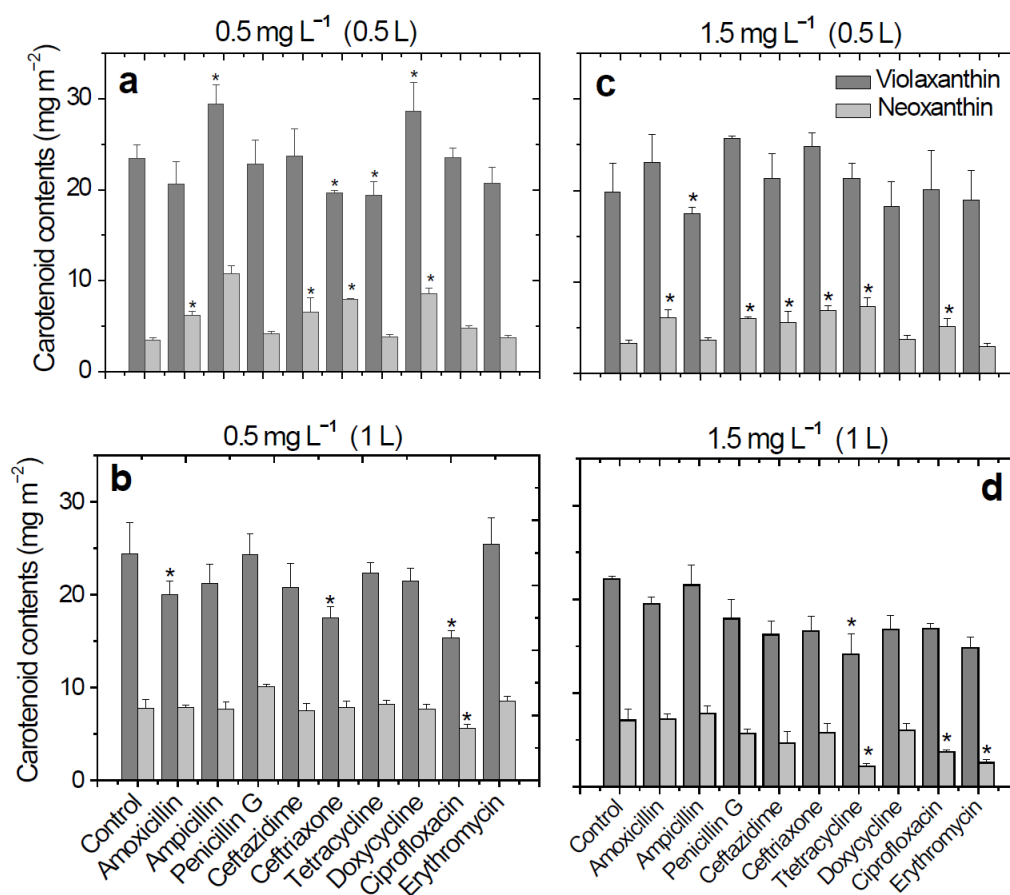 0.5 mg L⁻¹ (0.5 L)
1.5 mg L⁻¹ (0.5 L)
a
c
Violaxanthin
Neoxanthin
Carotenoid contents (mg m⁻²)
30
20
10
0
* * * * * * * *
* * * * * * *
0.5 mg L⁻¹ (1 L)
1.5 mg L⁻¹ (1 L)
b
d
Carotenoid contents (mg m⁻²)
30
20
10
0
* * * *
* * * *
Control
Amoxicillin
Ampicillin
Penicillin G
Ceftazidime
Ceftriaxone
Tetracycline
Doxycycline
Ciprofloxacin
Erythromycin
Control
Amoxicillin
Ampicillin
Penicillin G
Ceftazidime
Ceftriaxone
Ttetracycline
Doxycycline
Ciprofloxacin
Erythromycin